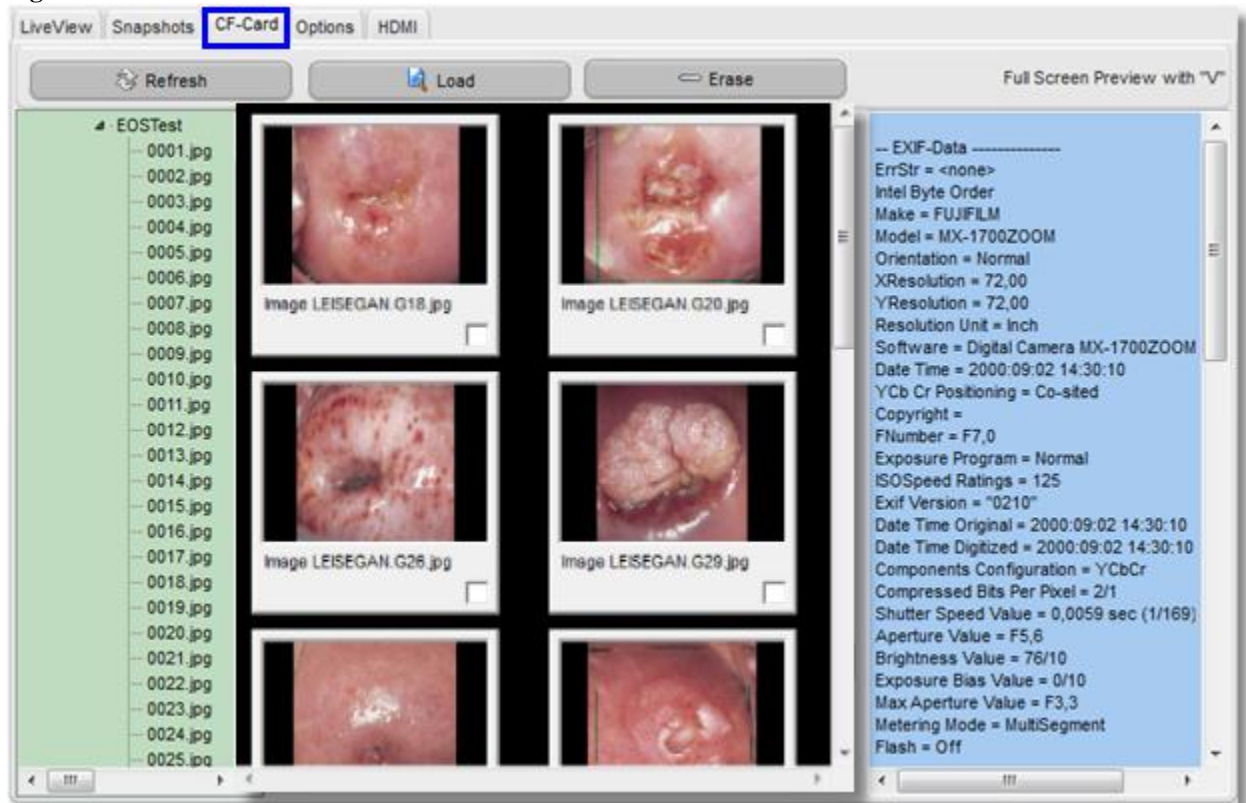 LiveView Snapshots CF-Card Options HDMI
Refresh Load Erase Full Screen Preview with "V"
EOSTest
0001.jpg
0002.jpg
0003.jpg
0004.jpg
0005.jpg
0006.jpg
0007.jpg
0008.jpg
0009.jpg
0010.jpg
0011.jpg
0012.jpg
0013.jpg
0014.jpg
0015.jpg
0016.jpg
0017.jpg
0018.jpg
0019.jpg
0020.jpg
0021.jpg
0022.jpg
0023.jpg
0024.jpg
0025.jpg
Image LEISEGAN.G18.jpg
Image LEISEGAN.G20.jpg
Image LEISEGAN.G26.jpg
Image LEISEGAN.G29.jpg
-- EXIF-Data --------------
ErrStr = <none>
Intel Byte Order
Make = FUJIFILM
Model = MX-1700ZOOM
Orientation = Normal
XResolution = 72,00
YResolution = 72,00
Resolution Unit = Inch
Software = Digital Camera MX-1700ZOOM
Date Time = 2000:09:02 14:30:10
YCb Cr Positioning = Co-sited
Copyright =
FNumber = F7,0
Exposure Program = Normal
ISOSpeed Ratings = 125
Exif Version = "0210"
Date Time Original = 2000:09:02 14:30:10
Date Time Digitized = 2000:09:02 14:30:10
Components Configuration = YCbCr
Compressed Bits Per Pixel = 2/1
Shutter Speed Value = 0,0059 sec (1/169)
Aperture Value = F5,6
Brightness Value = 76/10
Exposure Bias Value = 0/10
Max Aperture Value = F3,3
Metering Mode = MultiSegment
Flash = Off